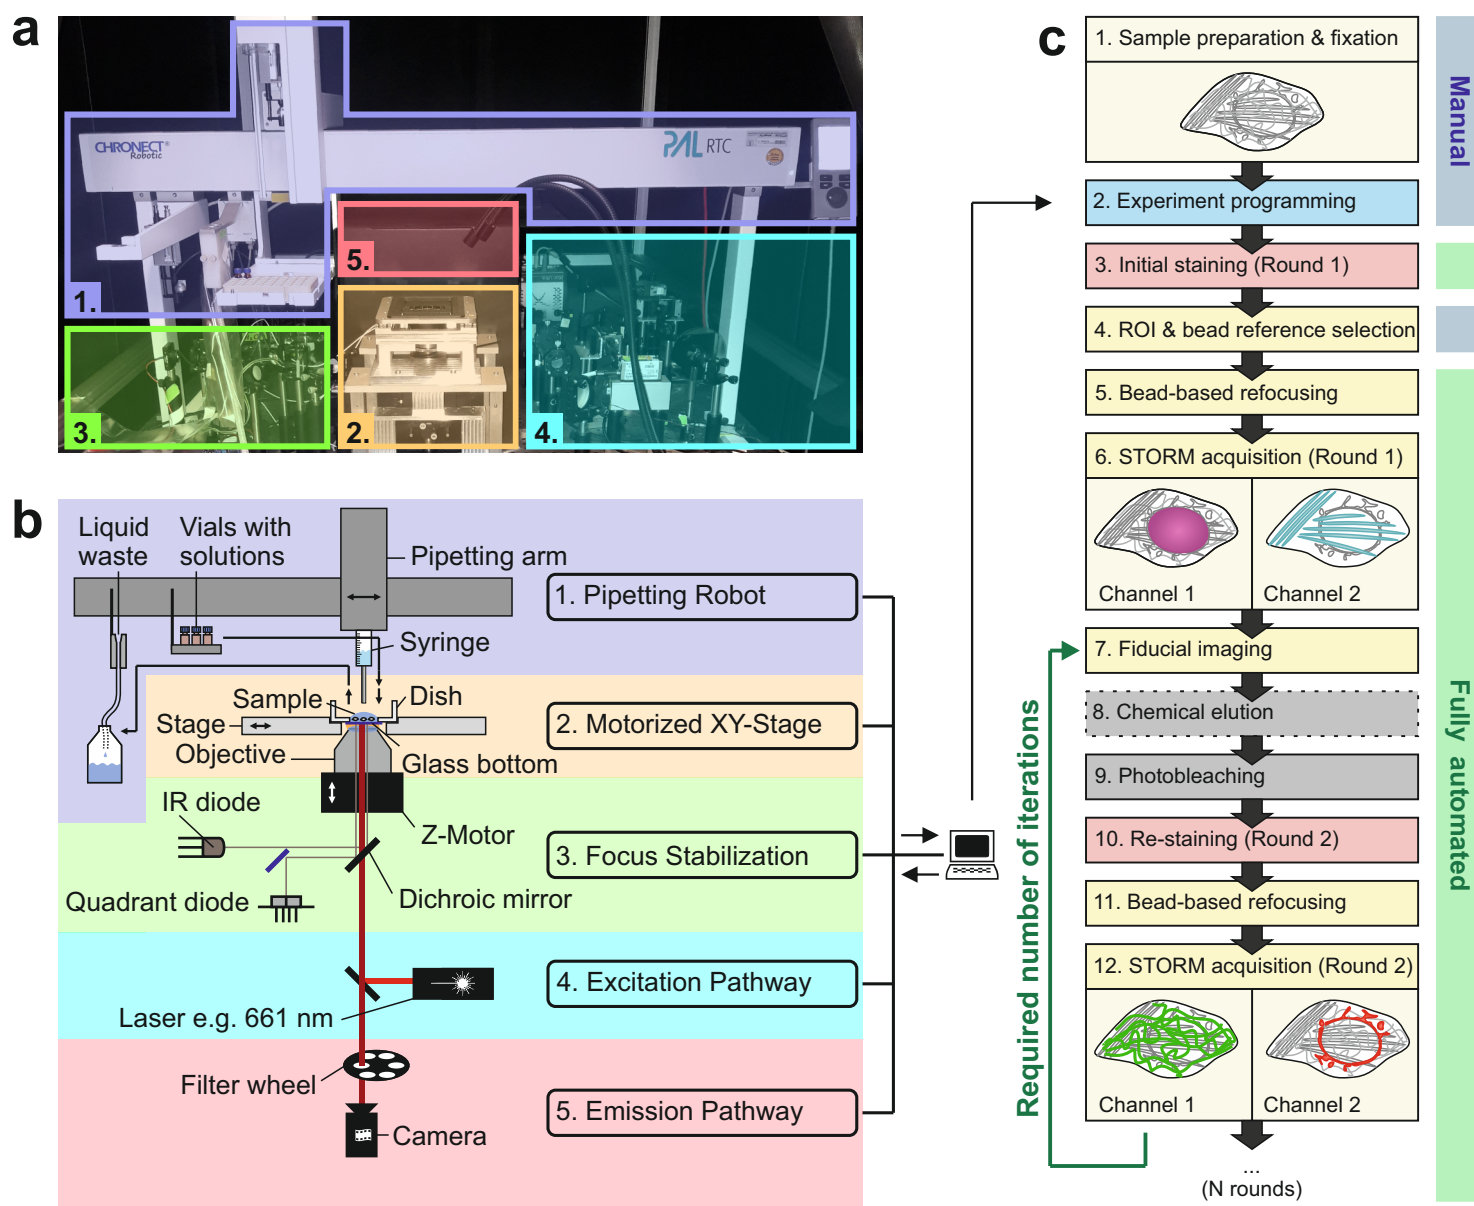 a
CHRONECT®
Robotic
PAL RTC
1.
5.
3.
2.
4.
b
Liquid
waste
Vials with
solutions
Pipetting arm
1. Pipetting Robot
Syringe
Sample
Dish
Stage
2. Motorized XY-Stage
Objective
Glass bottom
IR diode
Z-Motor
3. Focus Stabilization
Quadrant diode
Dichroic mirror
4. Excitation Pathway
Laser e.g. 661 nm
Filter wheel
5. Emission Pathway
Camera
c
1. Sample preparation & fixation
2. Experiment programming
3. Initial staining (Round 1)
4. ROI & bead reference selection
5. Bead-based refocusing
6. STORM acquisition (Round 1)
Channel 1
Channel 2
7. Fiducial imaging
8. Chemical elution
9. Photobleaching
10. Re-staining (Round 2)
11. Bead-based refocusing
12. STORM acquisition (Round 2)
Channel 1
Channel 2
...
(N rounds)
Required number of iterations
Manual
Fully automated